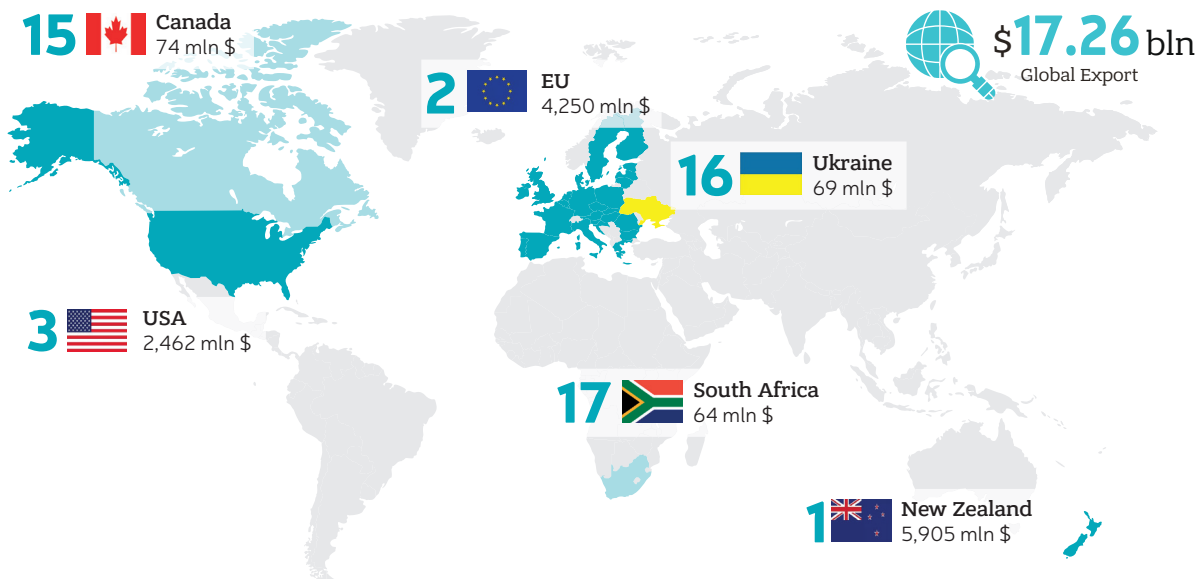 15
Canada
74 mln $
$17.26 bln
Global Export
2
EU
4,250 mln $
16
Ukraine
69 mln $
3
USA
2,462 mln $
17
South Africa
64 mln $
1
New Zealand
5,905 mln $